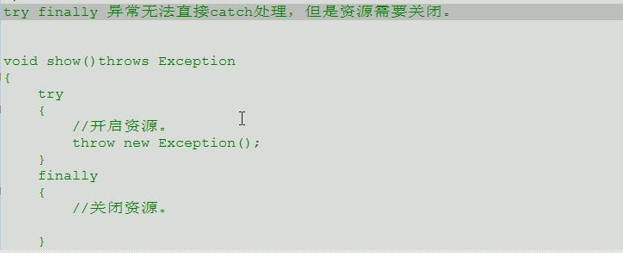 try finally 异常无法直接catch处理，但是资源需要关闭。
void show()throws Exception
{
try
{
//开启资源。
throw new Exception();
}
finally
{
//关闭资源。
}